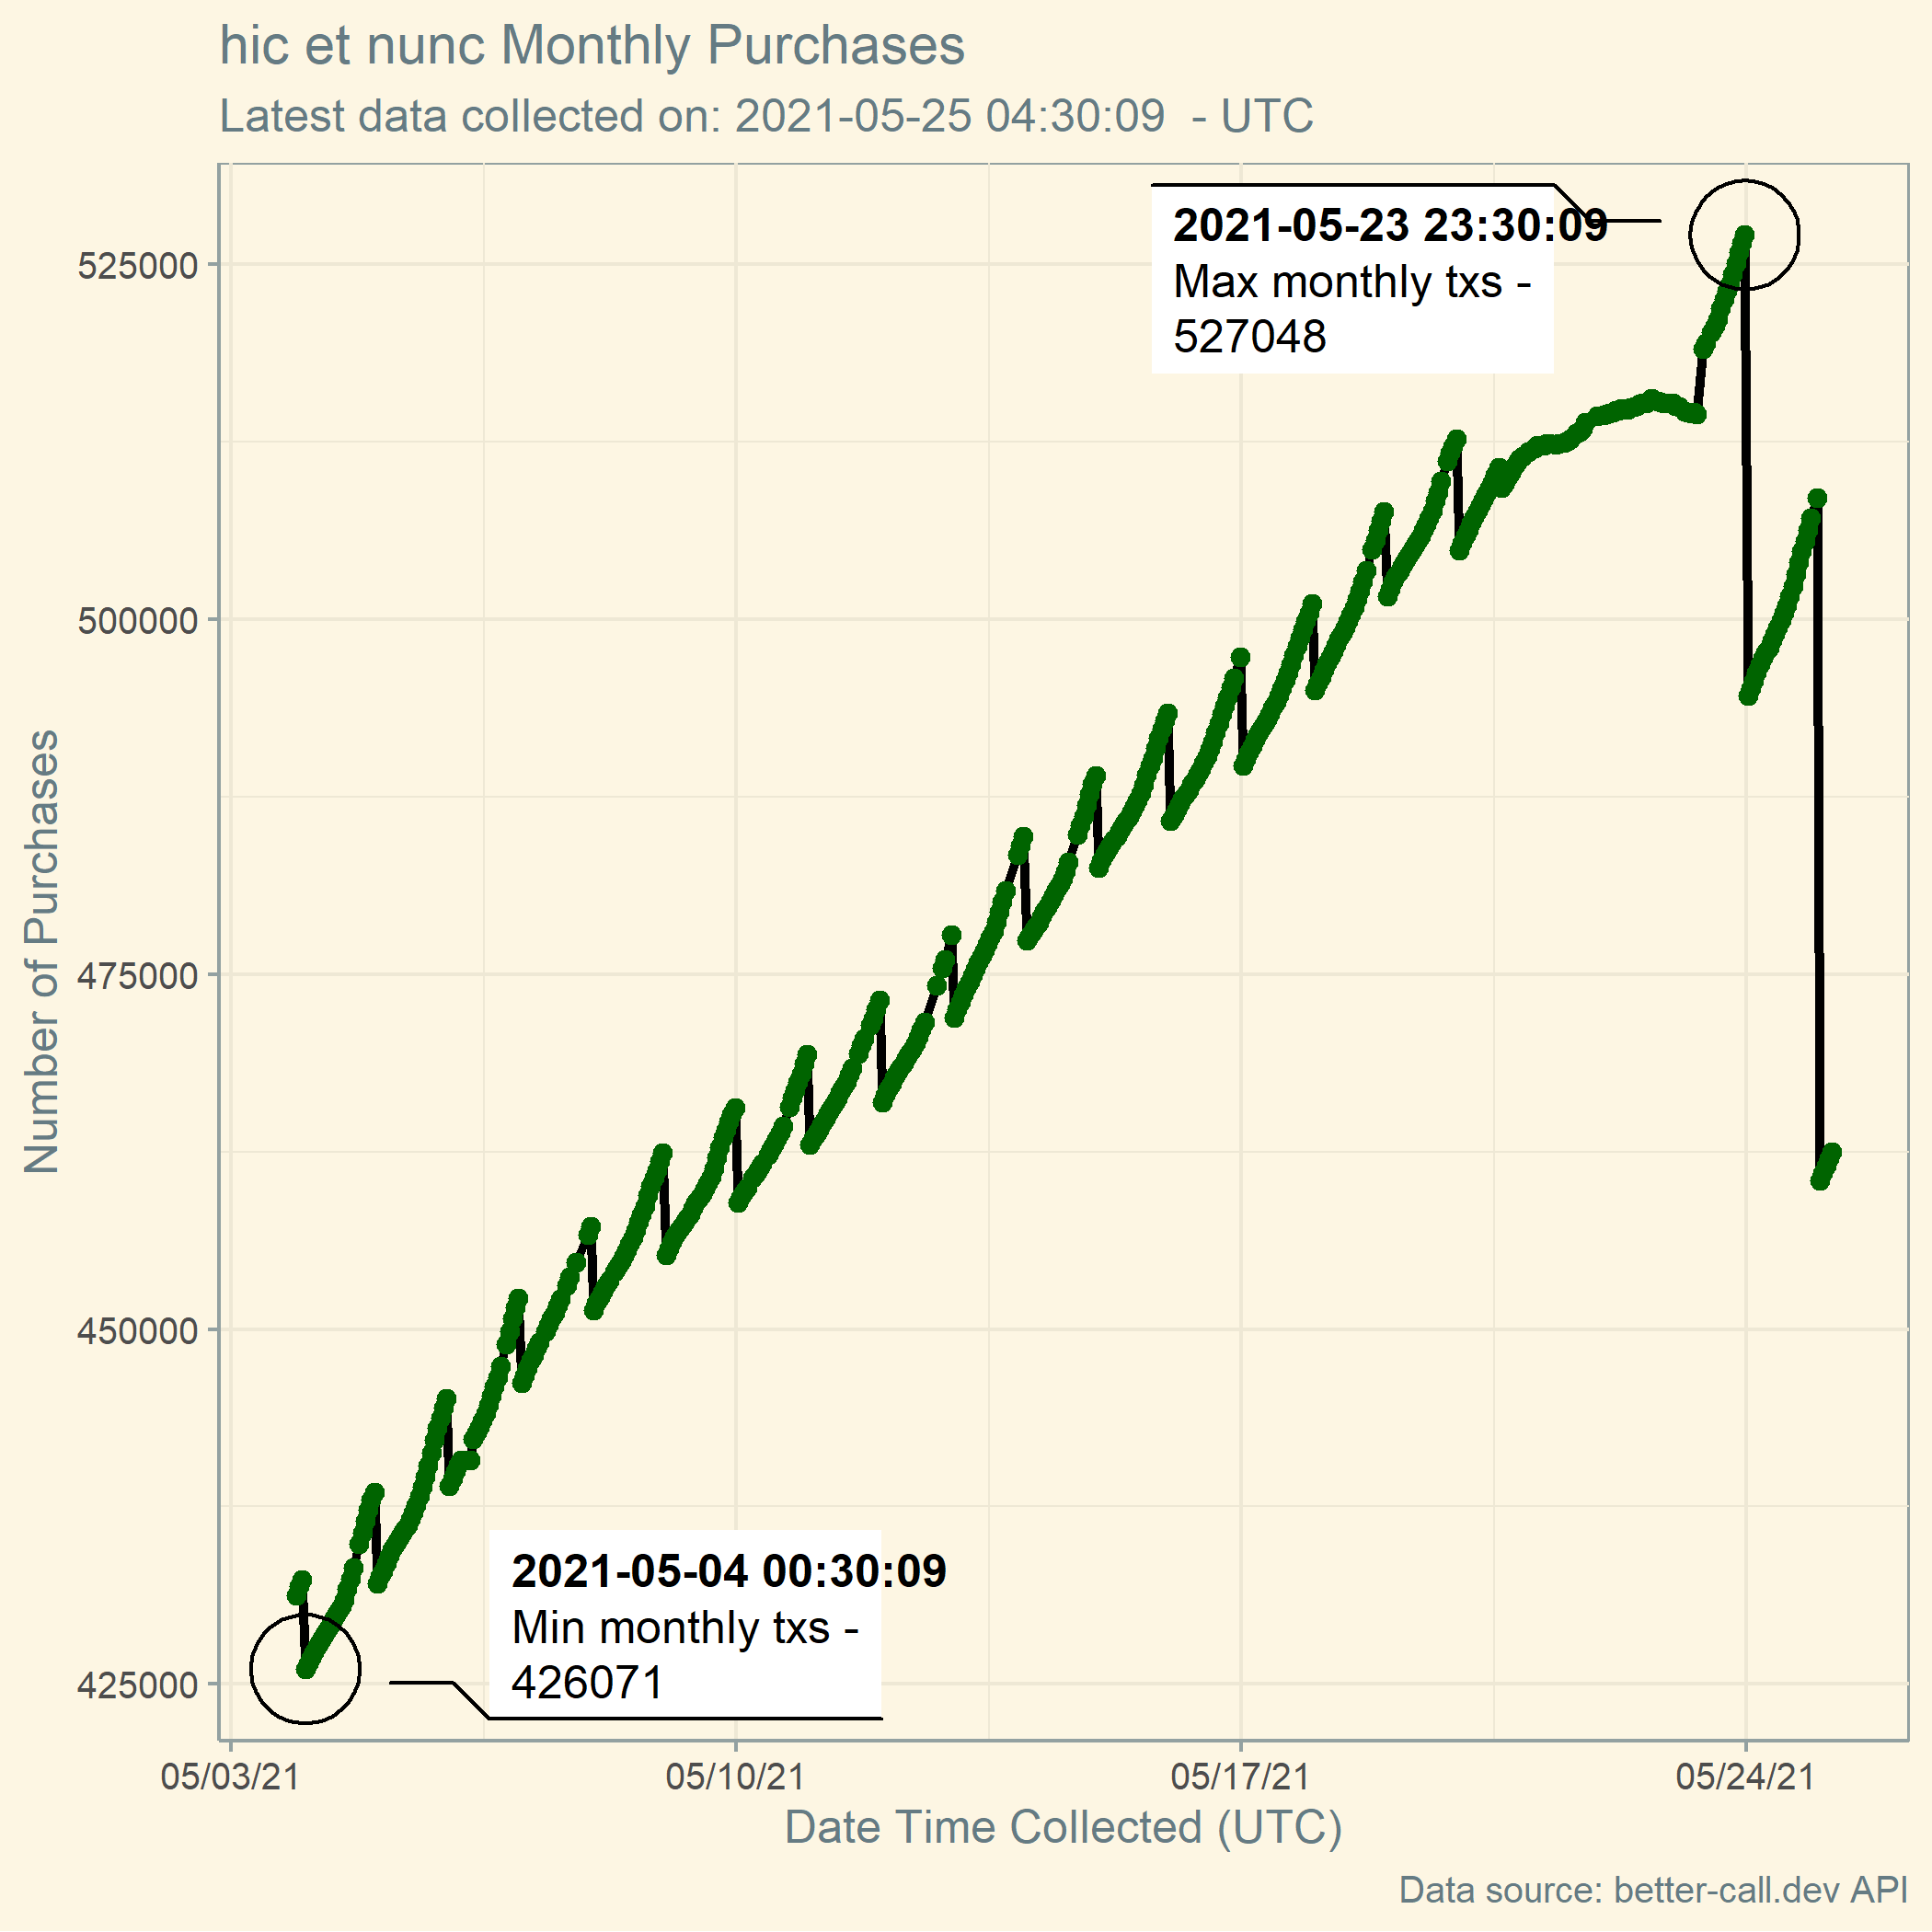 hic et nunc Monthly Purchases
Latest data collected on: 2021-05-25 04:30:09  - UTC
2021-05-23 23:30:09
Max monthly txs -
527048
525000
500000
475000
450000
425000
Number of Purchases
2021-05-04 00:30:09
Min monthly txs -
426071
05/03/21
05/10/21
05/17/21
05/24/21
Date Time Collected (UTC)
Data source: better-call.dev API